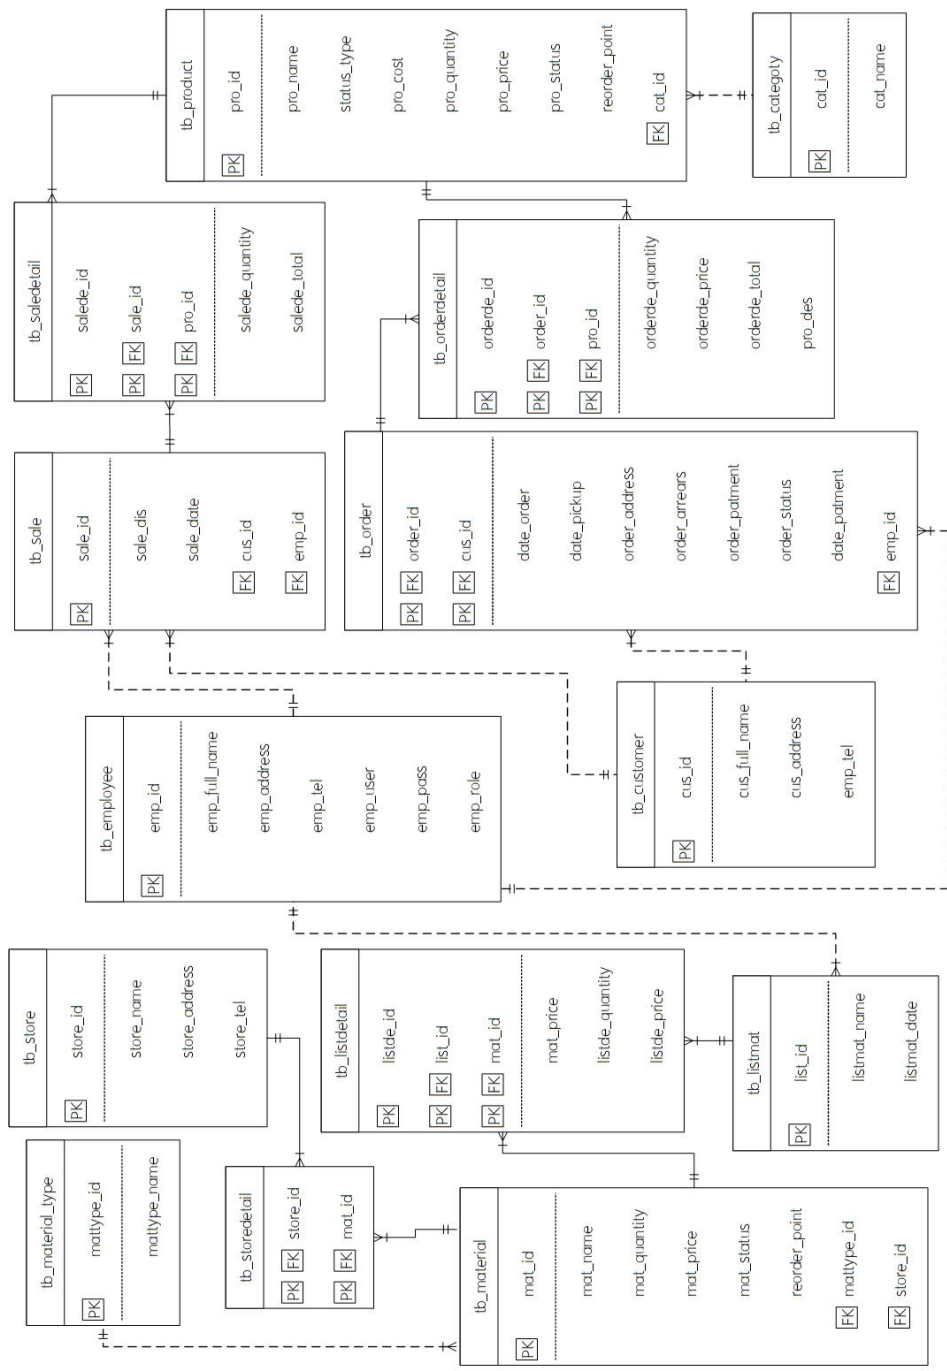 tb_material_type
PK mattype_id
mattype_name
tb_store
PK store_id
store_name
store_address
store_tel
tb_employee
PK emp_id
emp_full_name
emp_address
emp_tel
emp_user
emp_pass
emp_role
tb_sale
PK sale_id
sale_dis
sale_date
FK cus_id
FK emp_id
tb_saledetail
PK salede_id
PK FK sale_id
PK FK pro_id
salede_quantity
salede_total
tb_product
PK pro_id
pro_name
status_type
pro_cost
pro_quantity
pro_price
pro_status
reorder_point
FK cat_id
tb_storedetail
PK FK store_id
PK FK mat_id
tb_listdetail
PK listde_id
PK FK list_id
PK FK mat_id
mat_price
listde_quantity
listde_price
tb_order
PK FK order_id
PK FK cus_id
date_order
date_pickup
order_address
order_arrears
order_patment
order_status
date_patment
FK emp_id
tb_orderdetail
PK orderde_id
PK FK order_id
PK FK pro_id
orderde_quantity
orderde_price
orderde_total
pro_des
tb_material
PK mat_id
mat_name
mat_quantity
mat_price
mat_status
reorder_point
FK mattype_id
FK store_id
tb_customer
PK cus_id
cus_full_name
cus_address
emp_tel
tb_listmat
PK list_id
listmat_name
listmat_date
tb_categoty
PK cat_id
cat_name